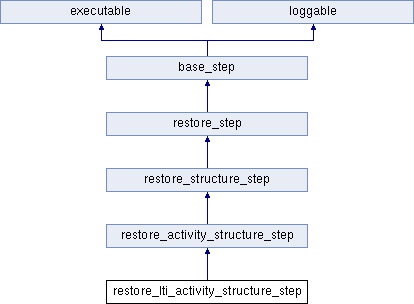 executable
loggable
base_step
restore_step
restore_structure_step
restore_activity_structure_step
restore_lti_activity_structure_step